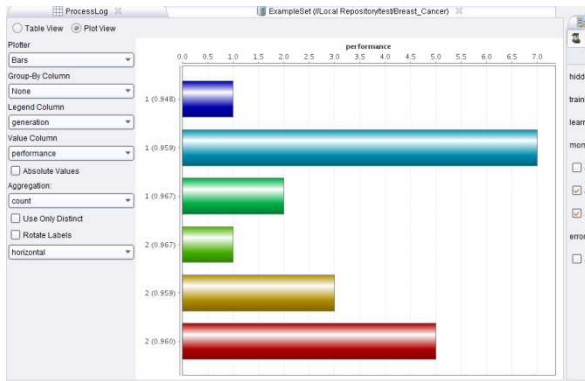 ProcessLog
ExampleSet (//Local Repository/test/Breast_Cancer)
Table View
Plot View
Plotter
Bars
Group-By Column
None
Legend Column
generation
Value Column
performance
Absolute Values
Aggregation:
count
Use Only Distinct
Rotate Labels
horizontal
performance
0.0 0.5 1.0 1.5 2.0 2.5 3.0 3.5 4.0 4.5 5.0 5.5 6.0 6.5 7.0
1 (0.948)
1 (0.959)
1 (0.967)
2 (0.967)
2 (0.959)
2 (0.960)
hidd
traini
learn
mom
error